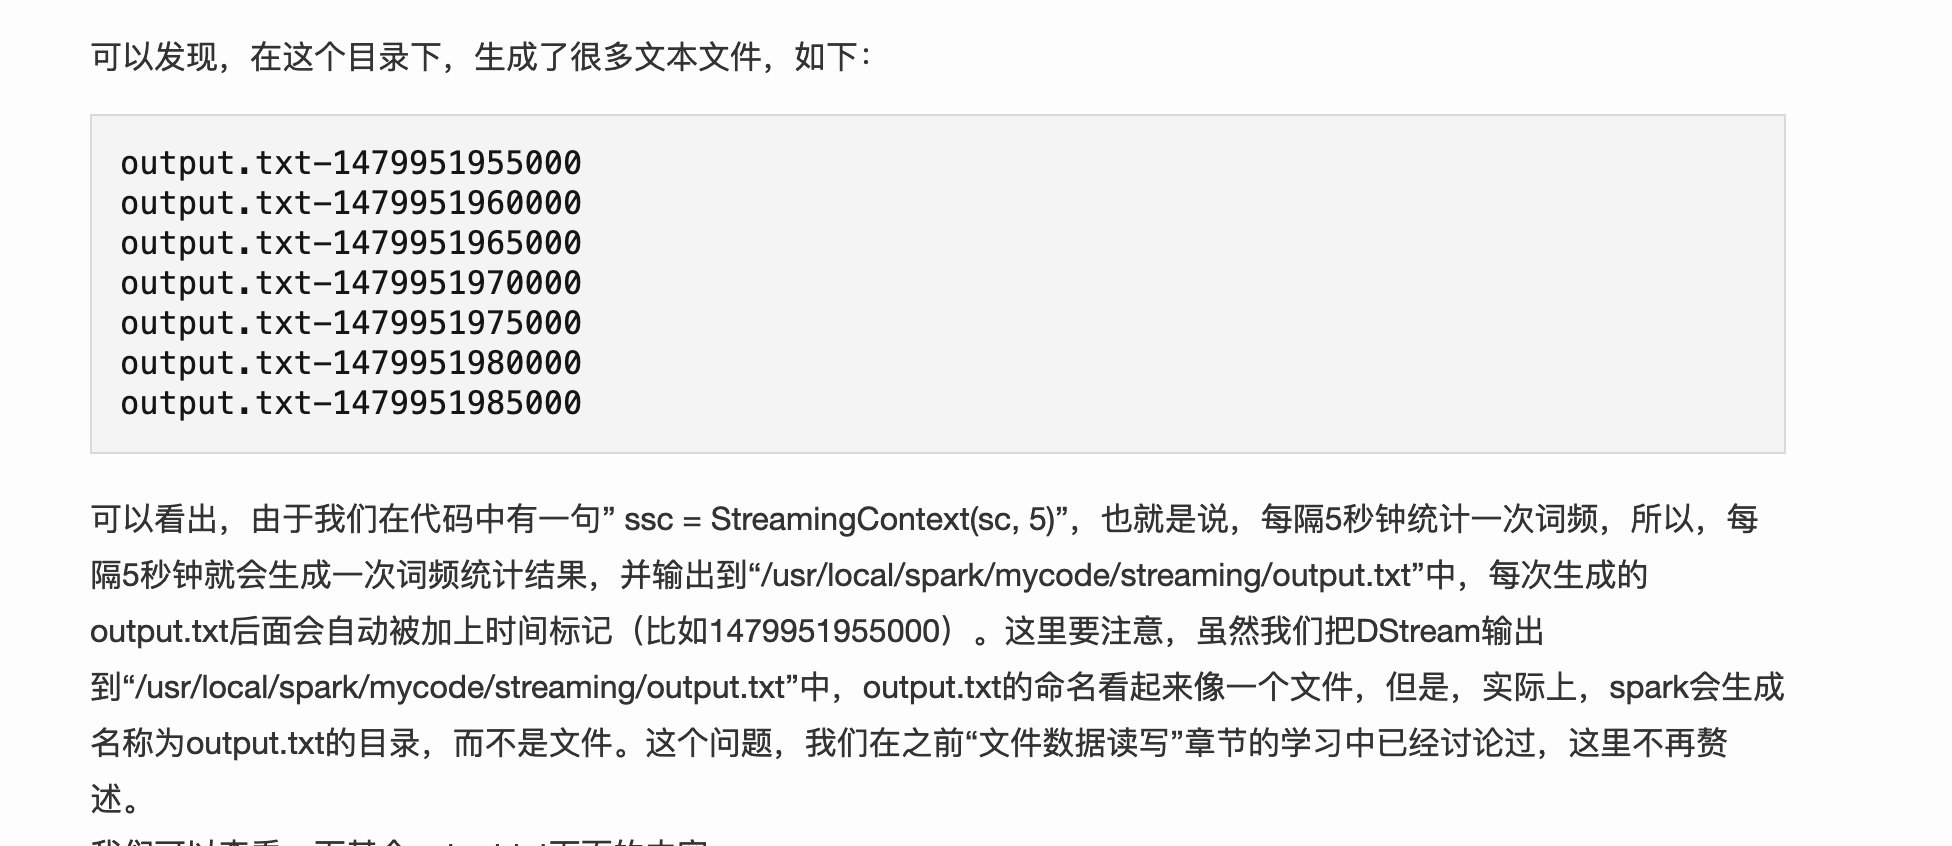 可以发现，在这个目录下，生成了很多文本文件，如下：
output.txt-1479951955000
output.txt-1479951960000
output.txt-1479951965000
output.txt-1479951970000
output.txt-1479951975000
output.txt-1479951980000
output.txt-1479951985000
可以看出，由于我们在代码中有一句” ssc = StreamingContext(sc, 5)”，也就是说，每隔5秒钟统计一次词频，所以，每
隔5秒钟就会生成一次词频统计结果，并输出到“/usr/local/spark/mycode/streaming/output.txt”中，每次生成的
output.txt后面会自动被加上时间标记（比如1479951955000）。这里要注意，虽然我们把DStream输出
到“/usr/local/spark/mycode/streaming/output.txt”中，output.txt的命名看起来像一个文件，但是，实际上，spark会生成
名称为output.txt的目录，而不是文件。这个问题，我们在之前“文件数据读写”章节的学习中已经讨论过，这里不再赘
述。